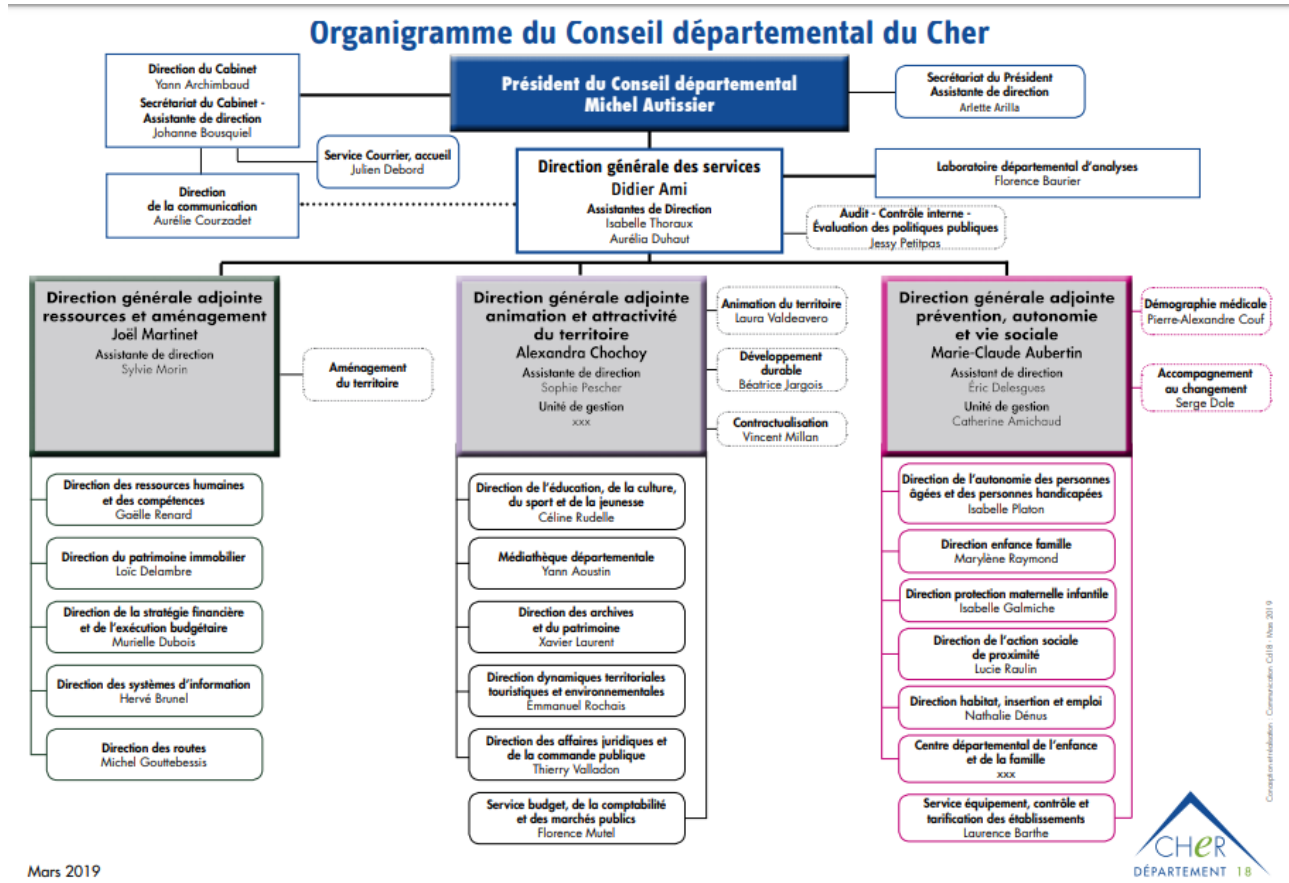 Organigramme du Conseil départemental du Cher
Direction du Cabinet
Yann Archimbaud
Secrétariat du Cabinet -
Assistante de direction
Johanne Bousquiel
Président du Conseil départemental
Michel Autissier
Secrétariat du Président
Assistante de direction
Arlette Arilla
Service Courrier, accueil
Julien Debord
Direction
de la communication
Aurélie Courzadet
Direction générale des services
Didier Ami
Assistantes de Direction
Isabelle Thoraux
Aurélia Duhaut
Laboratoire départemental d'analyses
Florence Baurier
Audit - Contrôle interne -
Évaluation des politiques publiques
Jessy Petitpas
Direction générale adjointe
ressources et aménagement
Joël Martinet
Assistante de direction
Sylvie Morin
Aménagement
du territoire
Direction des ressources humaines
et des compétences
Gaëlle Renard
Direction du patrimoine immobilier
Loïc Delambre
Direction de la stratégie financière
et de l'exécution budgétaire
Murielle Dubois
Direction des systèmes d'information
Hervé Brunel
Direction des routes
Michel Gouttebessis
Direction générale adjointe
animation et attractivité
du territoire
Alexandra Chochoy
Assistante de direction
Sophie Pescher
Unité de gestion
xxx
Animation du territoire
Laura Valdeavero
Développement
durable
Béatrice Jargois
Contractualisation
Vincent Millan
Direction de l'éducation, de la culture,
du sport et de la jeunesse
Céline Rudelle
Médiathèque départementale
Yann Aoustin
Direction des archives
et du patrimoine
Xavier Laurent
Direction dynamiques territoriales
touristiques et environnementales
Emmanuel Rochais
Direction des affaires juridiques et
de la commande publique
Thierry Valladon
Service budget, de la comptabilité
et des marchés publics
Florence Mutel
Direction générale adjointe
prévention, autonomie
et vie sociale
Marie-Claude Aubertin
Assistant de direction
Éric Delesgues
Unité de gestion
Catherine Amichaud
Démographie médicale
Pierre-Alexandre Couf
Accompagnement
au changement
Serge Dole
Direction de l'autonomie des personnes
âgées et des personnes handicapées
Isabelle Platon
Direction enfance famille
Marylène Raymond
Direction protection maternelle infantile
Isabelle Galmiche
Direction de l'action sociale
de proximité
Lucie Raulin
Direction habitat, insertion et emploi
Nathalie Dénus
Centre départemental de l'enfance
et de la famille
xxx
Service équipement, contrôle et
tarification des établissements
Laurence Barthe
Conception et réalisation : Communication Cd18 - Mars 2019
CHeR
DÉPARTEMENT 18
Mars 2019